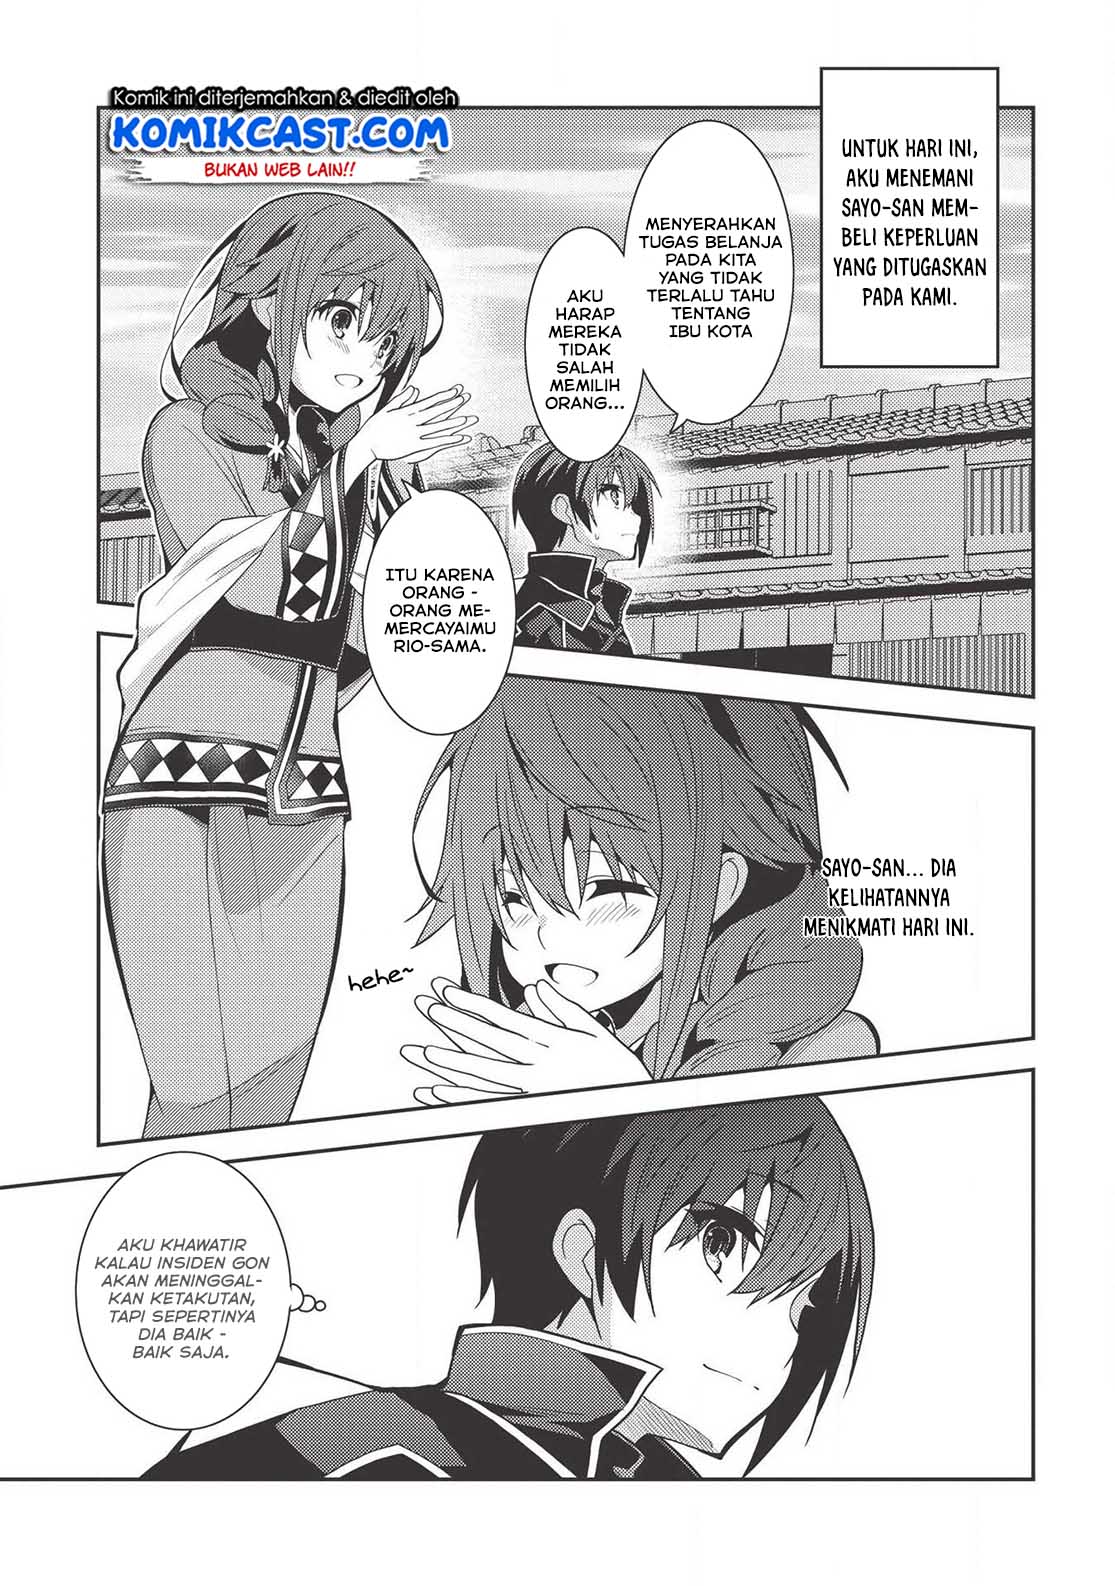 Komik ini diterjemahkan & diedit oleh
KOMIKCAST.COM
BUKAN WEB LAIN!!
UNTUK HARI INI,
AKU MENEMANI
SAYO-SAN MEM-
BELI KEPERLUAN
YANG DITUGASKAN
PADA KAMI.
MENYERAHKAN
TUGAS BELANJA
PADA KITA
YANG TIDAK
TERLALU TAHU
TENTANG
IBU KOTA
AKU
HARAP
MEREKA
TIDAK
SALAH
MEMILIH
ORANG...
ITU KARENA
ORANG -
ORANG ME-
MERCAYAIMU
RIO-SAMA.
SAYO-SAN... DIA
KELIHATANNYA
MENIKMATI HARI INI.
hehe~
AKU KHAWATIR
KALAU INSIDEN GON
AKAN MENINGGAL-
KAN KETAKUTAN,
TAPI SEPERTINYA
DIA BAIK -
BAIK SAJA.